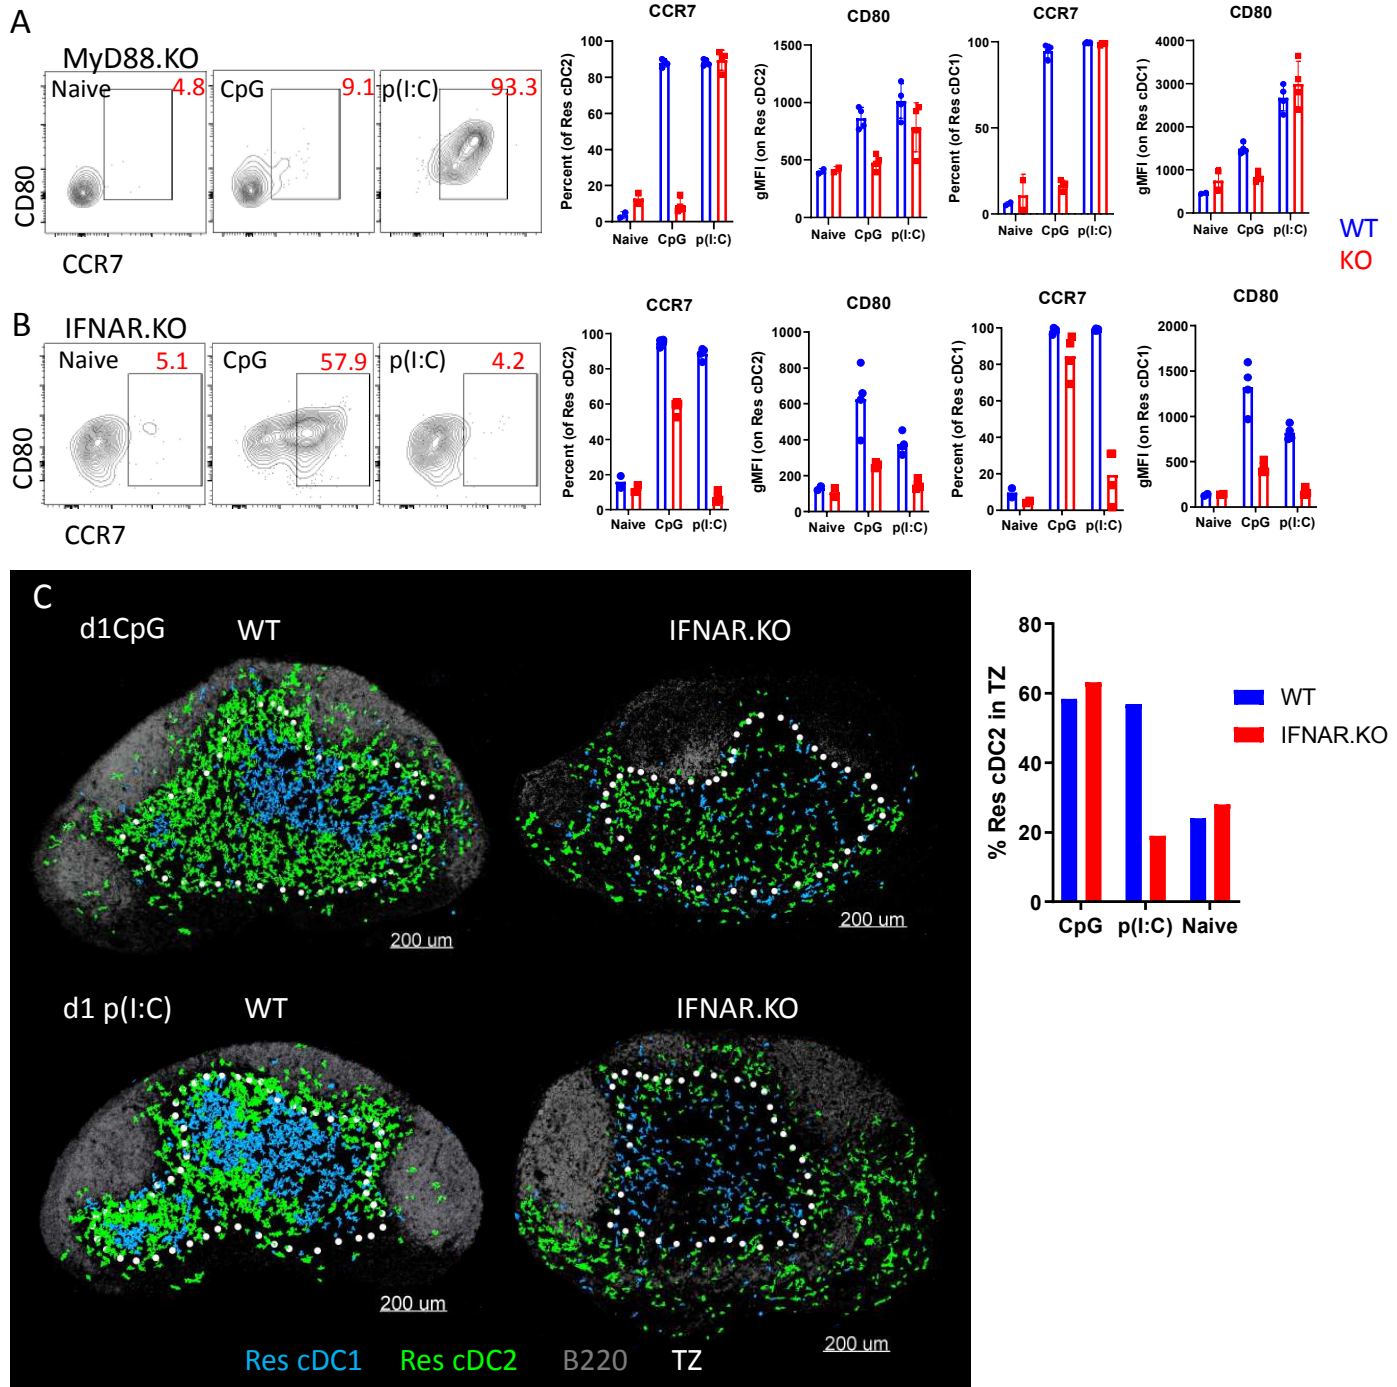 A
MyD88.KO
Naive 4.8
CpG 9.1
p(I:C) 93.3
CD80
CCR7
CCR7
Percent (of Res cDC2)
100
80
60
40
20
0
Naive CpG p(I:C)
CD80
gMFI (on Res cDC2)
1500
1000
500
0
Naive CpG p(I:C)
CCR7
Percent (of Res cDC1)
100
50
0
Naive CpG p(I:C)
CD80
gMFI (on Res cDC1)
4000
3000
2000
1000
0
Naive CpG p(I:C)
WT
KO
B
IFNAR.KO
Naive 5.1
CpG 57.9
p(I:C) 4.2
CD80
CCR7
CCR7
Percent (of Res cDC2)
100
80
60
40
20
0
Naive CpG p(I:C)
CD80
gMFI (on Res cDC2)
1000
800
600
400
200
0
Naive CpG p(I:C)
CCR7
Percent (of Res cDC1)
100
80
60
40
20
0
Naive CpG p(I:C)
CD80
gMFI (on Res cDC1)
2000
1500
1000
500
0
Naive CpG p(I:C)
C
d1CpG WT IFNAR.KO
200 um
200 um
d1 p(I:C) WT IFNAR.KO
200 um
200 um
Res cDC1 Res cDC2 B220 TZ
% Res cDC2 in TZ
80
60
40
20
0
CpG p(I:C) Naive
WT
IFNAR.KO